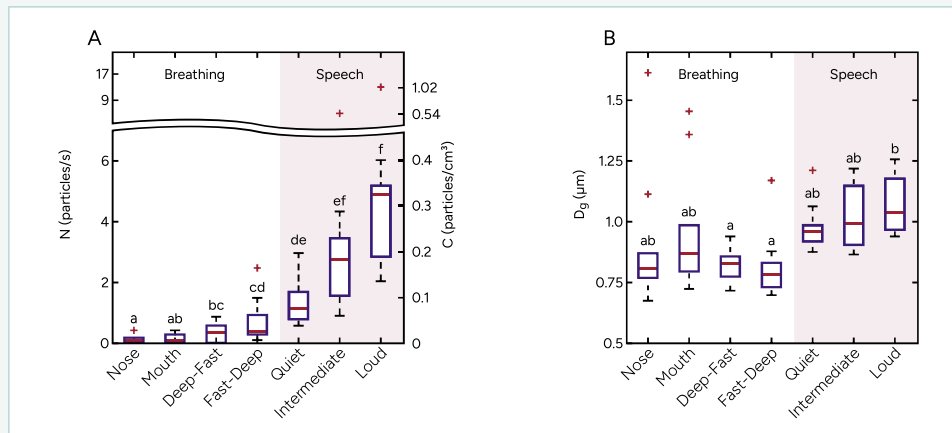 A
Breathing
Speech
17
9
6
4
2
0
N (particles/s)
1.02
0.54
0.4
0.3
0.2
0.1
0
C (particles/cm³)
a
ab
bc
cd
de
ef
f
Nose
Mouth
Deep-Fast
Fast-Deep
Quiet
Intermediate
Loud
B
Breathing
Speech
1.5
1.25
1.0
0.75
0.5
Dg (µm)
ab
ab
a
a
ab
ab
b
Nose
Mouth
Deep-Fast
Fast-Deep
Quiet
Intermediate
Loud